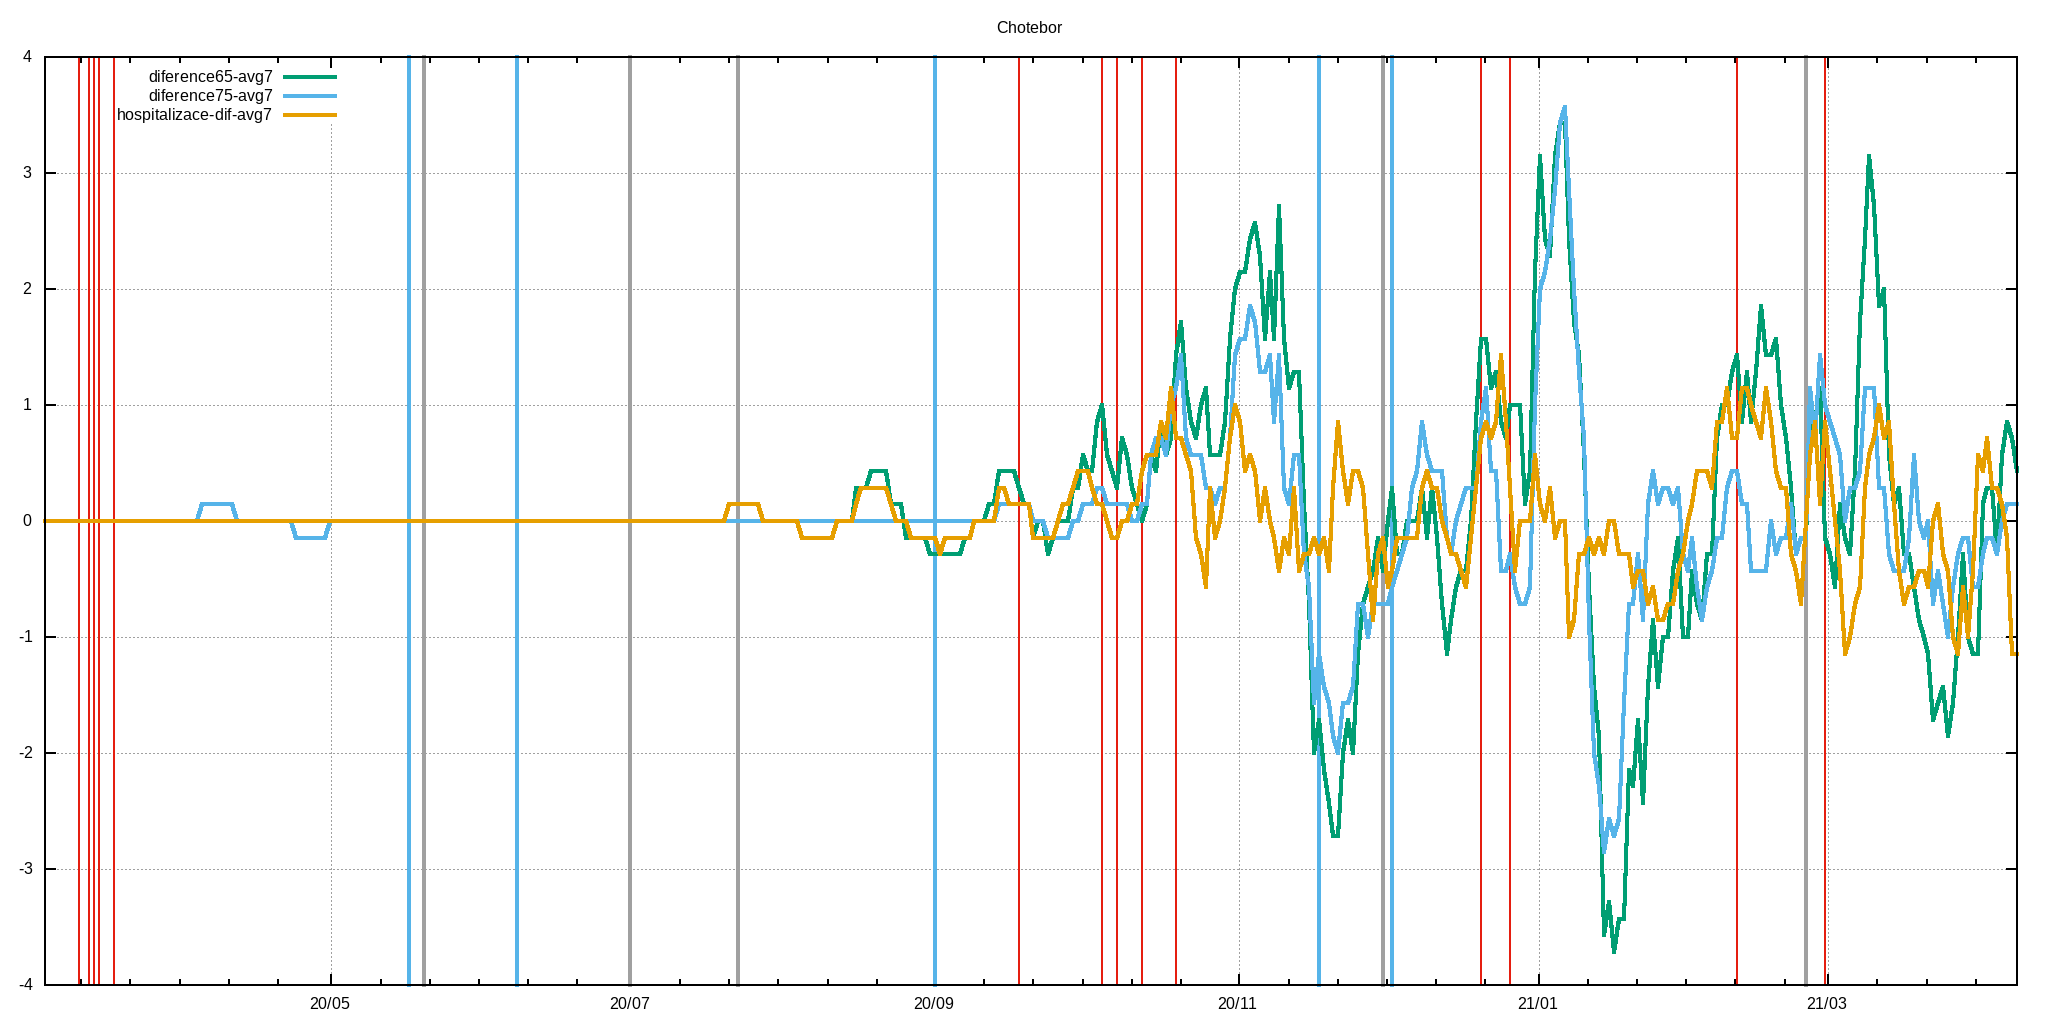 Chotebor
diference65-avg7
diference75-avg7
hospitalizace-dif-avg7
4
3
2
1
0
-1
-2
-3
-4
20/05 20/07 20/09 20/11 21/01 21/03